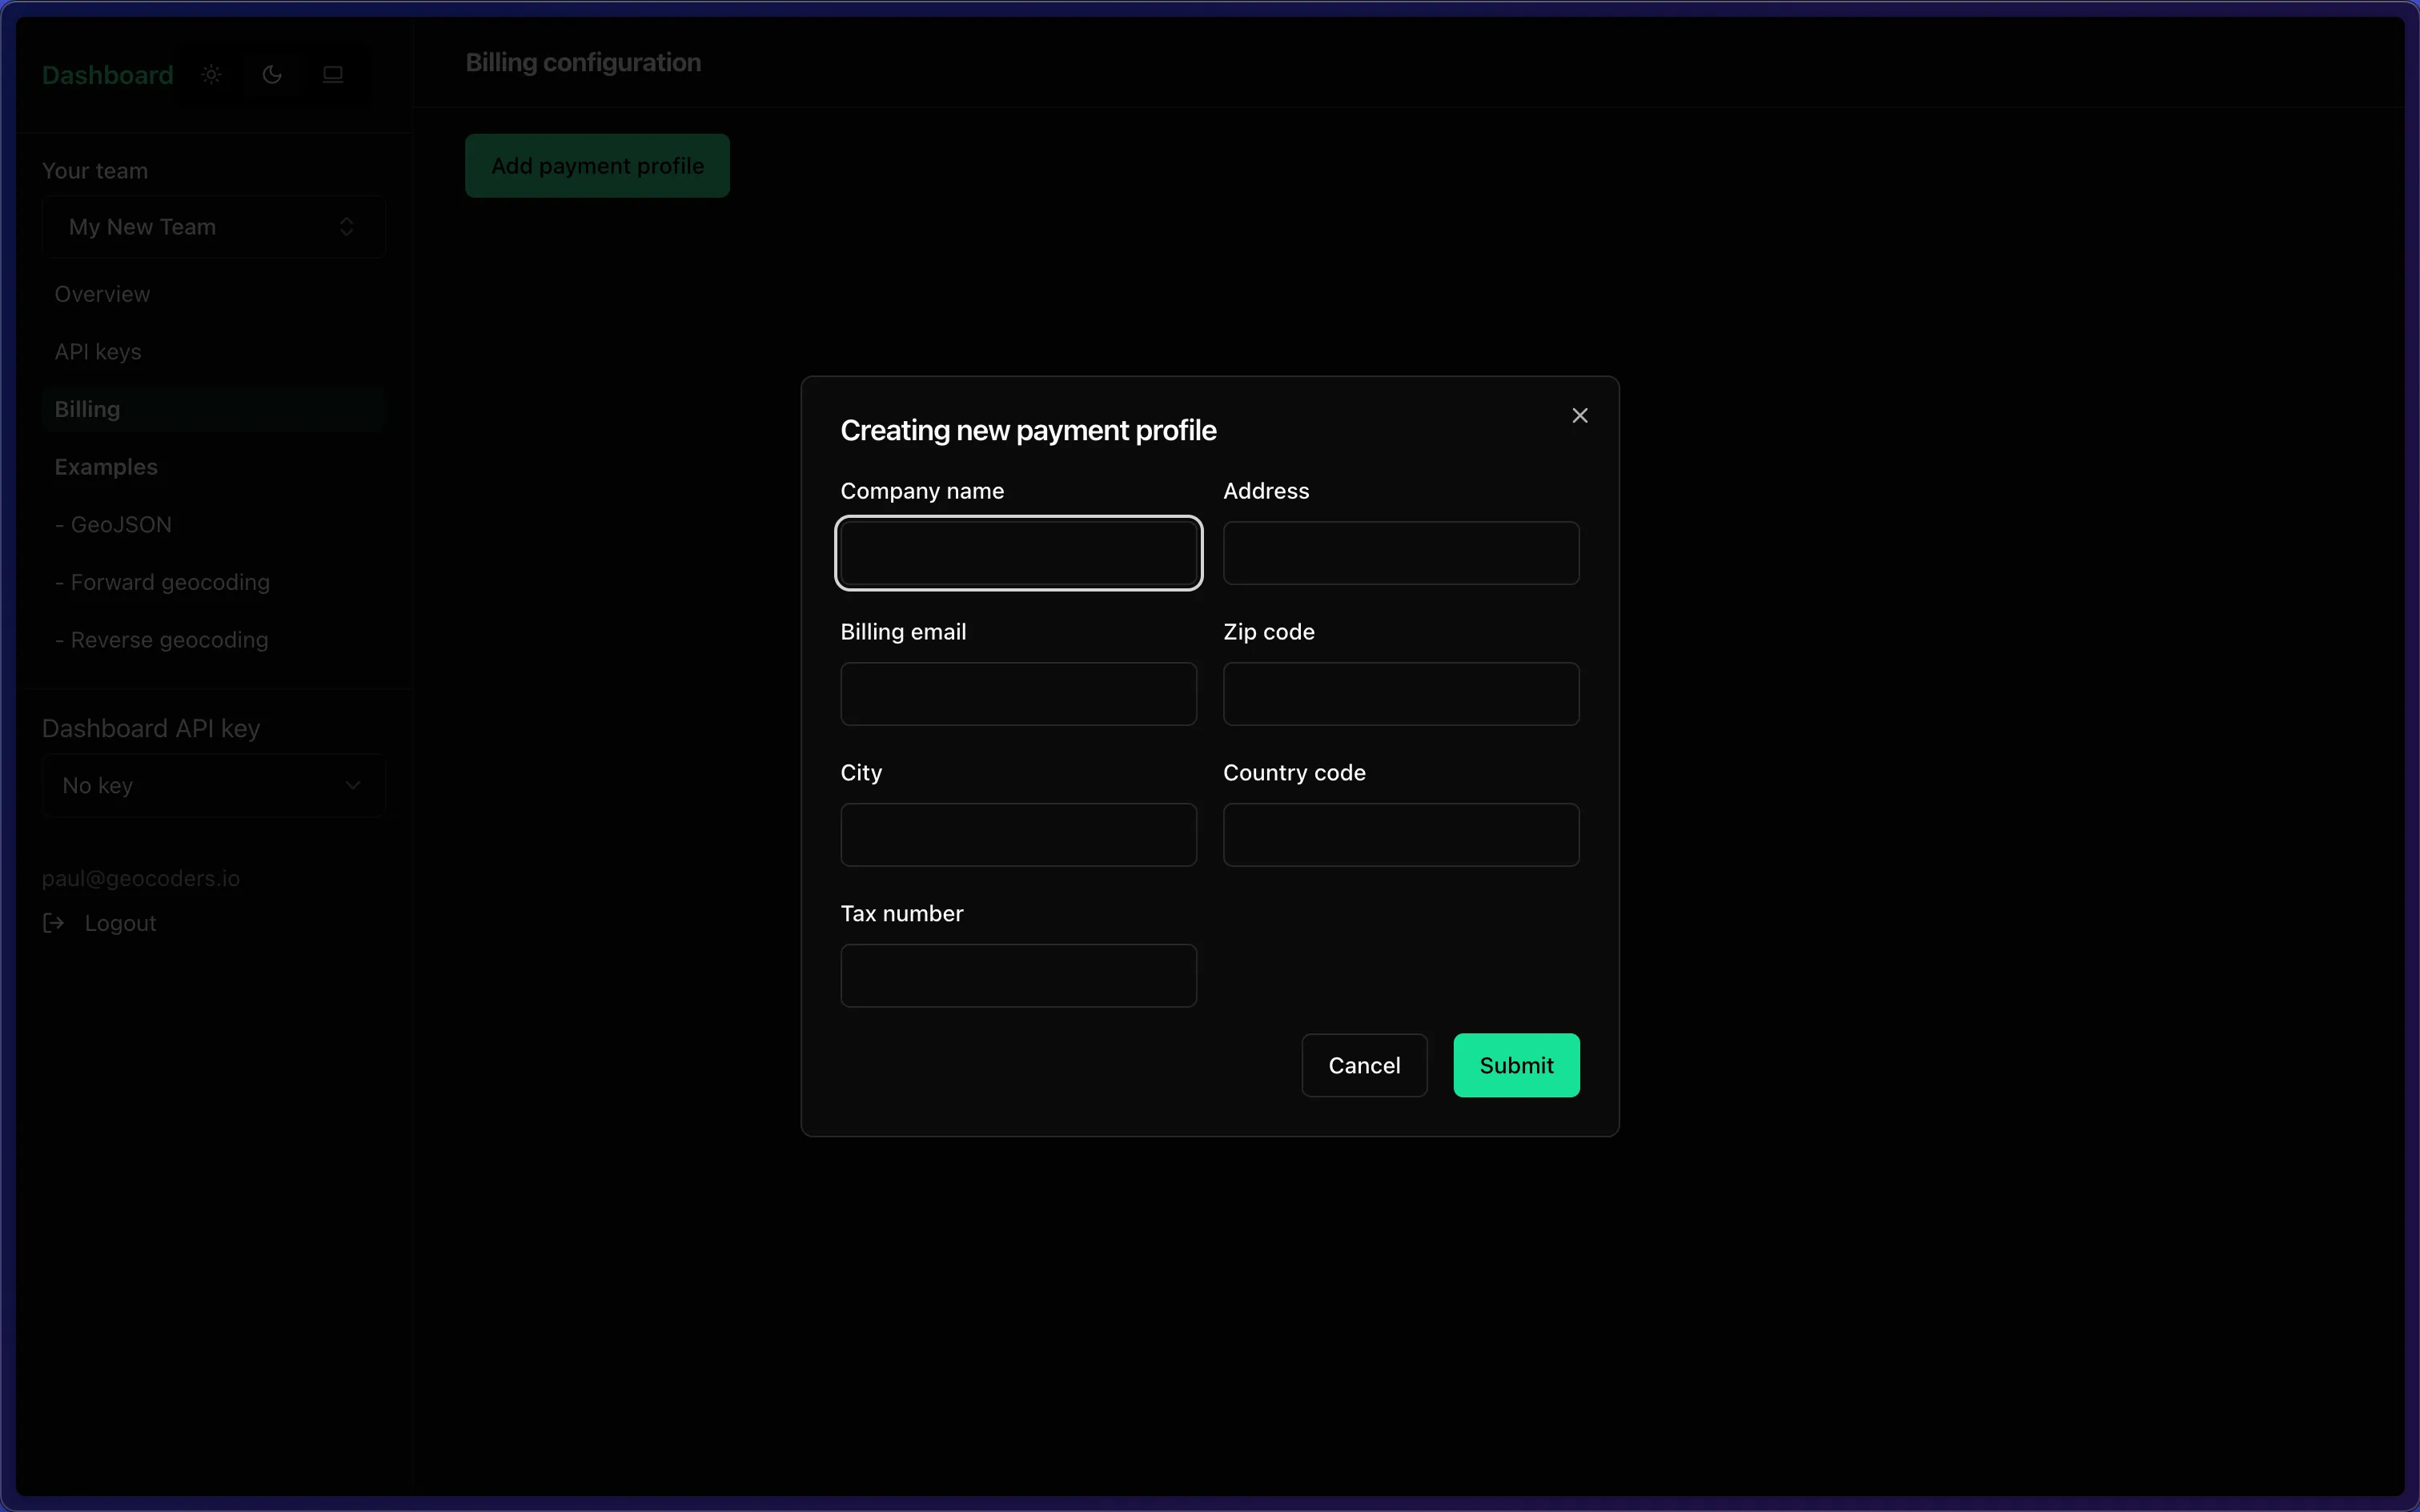 Dashboard
Your team
My New Team
Overview
API keys
Billing
Examples
- GeoJSON
- Forward geocoding
- Reverse geocoding
Dashboard API key
No key
paul@geocoders.io
Logout
Billing configuration
Add payment profile
Creating new payment profile
Company name
Address
Billing email
Zip code
City
Country code
Tax number
Cancel
Submit